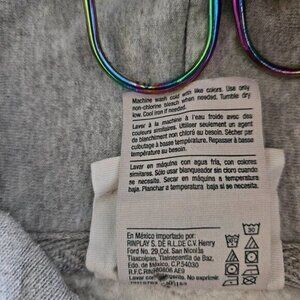 Machine wash cold with like colors. Use only
non-chlorine bleach when needed. Tumble dry
low. Cool iron if needed.
Laver à la machine à l'eau froide avec des
couleurs similaires. Utiliser seulement un agent
de blanchiment non chloré au besoin. Sécher par
culbutage à basse température. Repasser à basse
température au besoin.
Lavar en máquina con agua fría, con colores
similares. Sólo usar blanqueador sin cloro cuando
se necesite. Secar en máquina a temperatura
baja. Planchar a temperatura baja si se necesita.
En México importado por:
RINPLAY S. DE R.L.DE C.V. Henry
Ford No. 29, Col. San Nicolás
Tlaxcolpan, Tlalnepantla de Baz,
Edo. de México, C.P. 54030
30